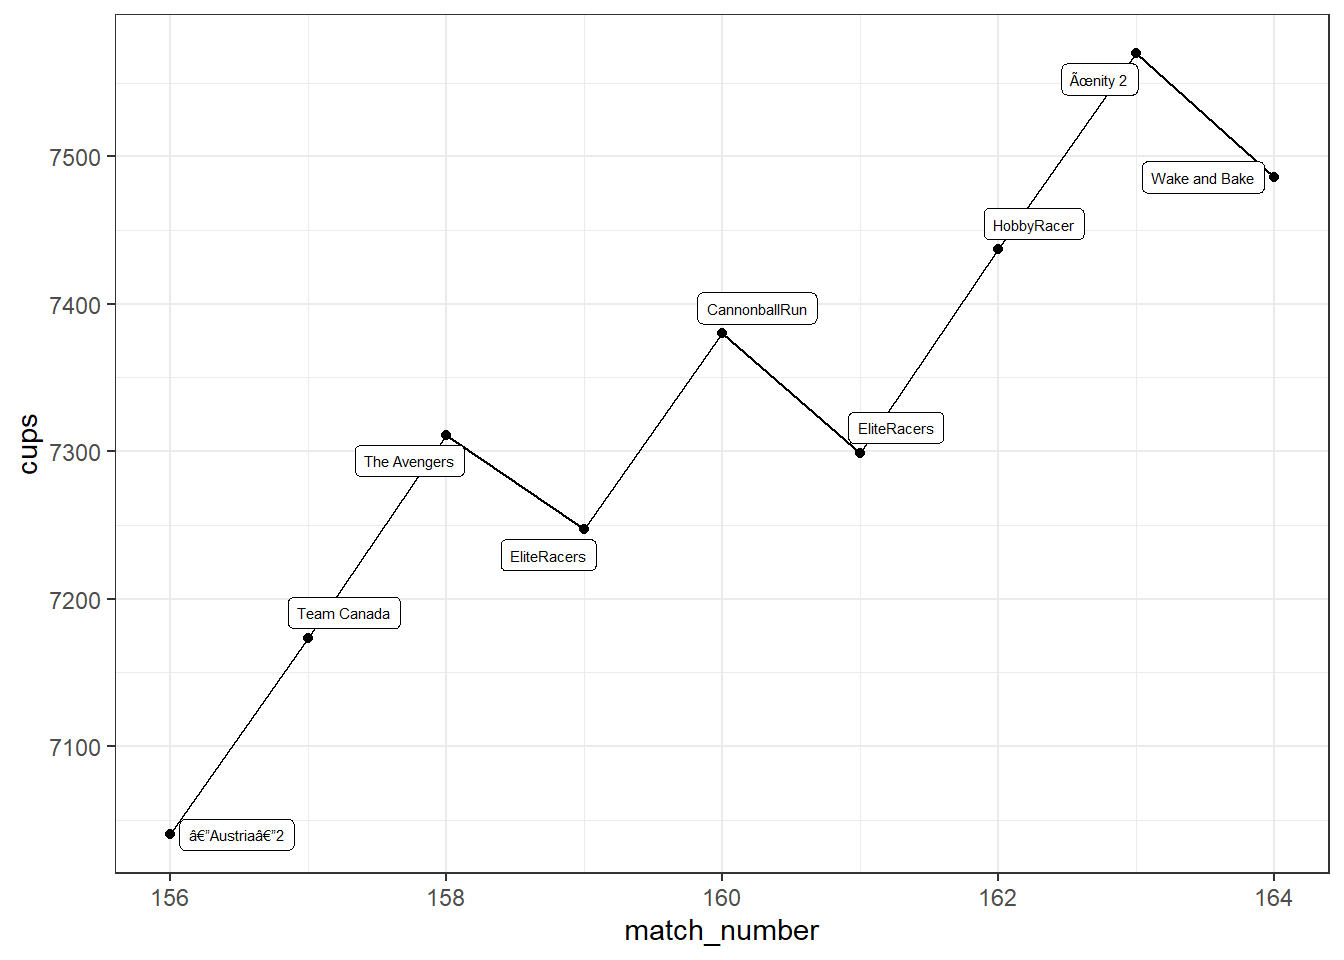 Ãœnity 2
7500
Wake and Bake
HobbyRacer
7400
CannonballRun
EliteRacers
7300
The Avengers
EliteRacers
7200
Team Canada
7100
â€”Austriaâ€”2
cups
156
158
160
162
164
match_number